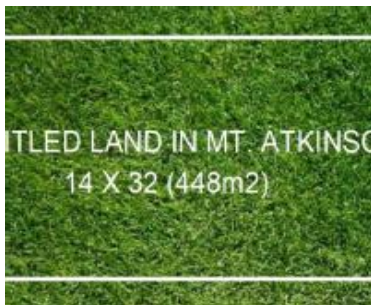 ITLED LAND IN MT. ATKINSO
14 X 32 (448m2)